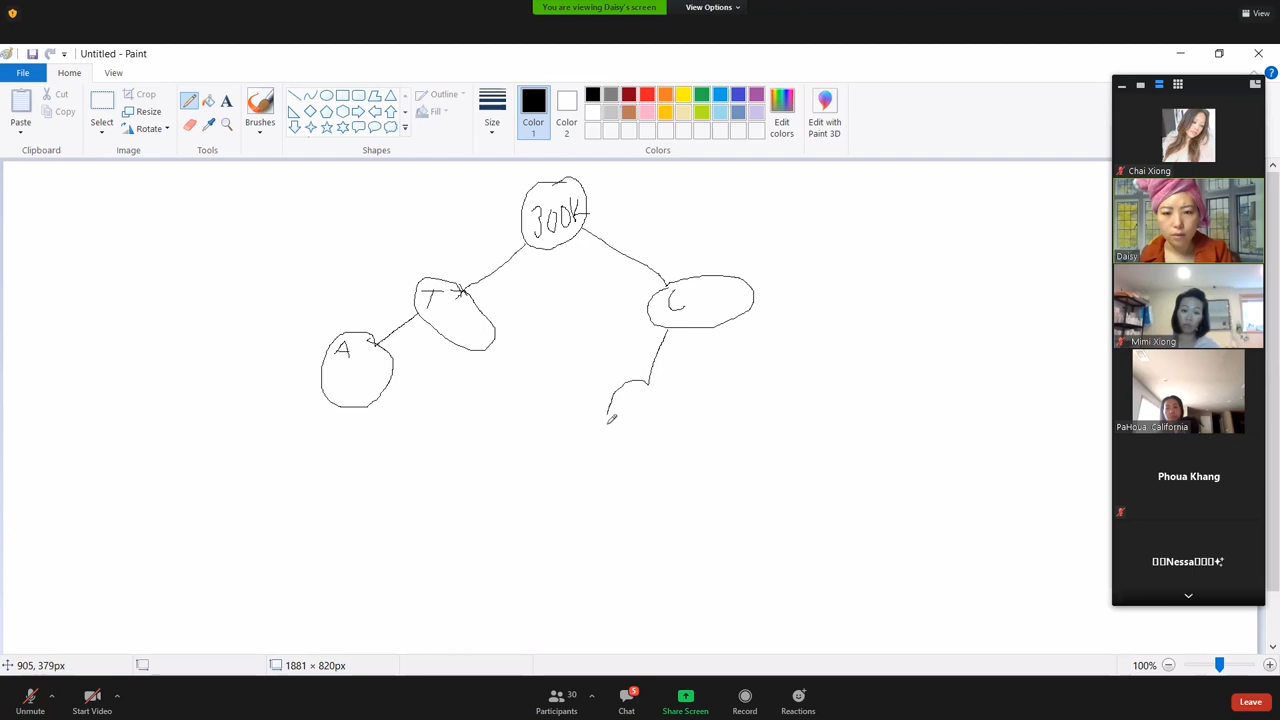 You are viewing Daisy's screen
View Options
View
Untitled - Paint
File
Home
View
Paste
Cut
Copy
Clipboard
Select
Crop
Resize
Rotate
Image
Tools
Brushes
Shapes
Outline
Fill
Size
Color 1
Color 2
Colors
Edit colors
Edit with Paint 3D
Chai Xiong
Daisy
Mimi Xiong
PaHoua California
Phoua Khang
Nessa
300K
T
C
A
905, 379px
1881 × 820px
100%
Unmute
Start Video
30
Participants
5
Chat
Share Screen
Record
Reactions
Leave